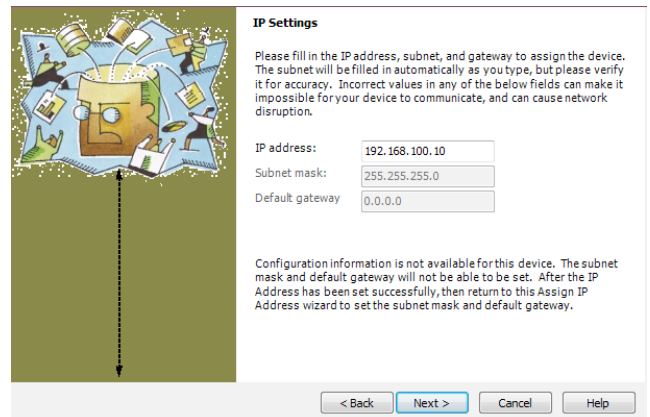 IP Settings
Please fill in the IP address, subnet, and gateway to assign the device.
The subnet will be filled in automatically as you type, but please verify
it for accuracy. Incorrect values in any of the below fields can make it
impossible for your device to communicate, and can cause network
disruption.
IP address: 192.168.100.10
Subnet mask: 255.255.255.0
Default gateway 0.0.0.0
Configuration information is not available for this device. The subnet
mask and default gateway will not be able to be set. After the IP
Address has been set successfully, then return to this Assign IP
Address wizard to set the subnet mask and default gateway.
< Back Next > Cancel Help